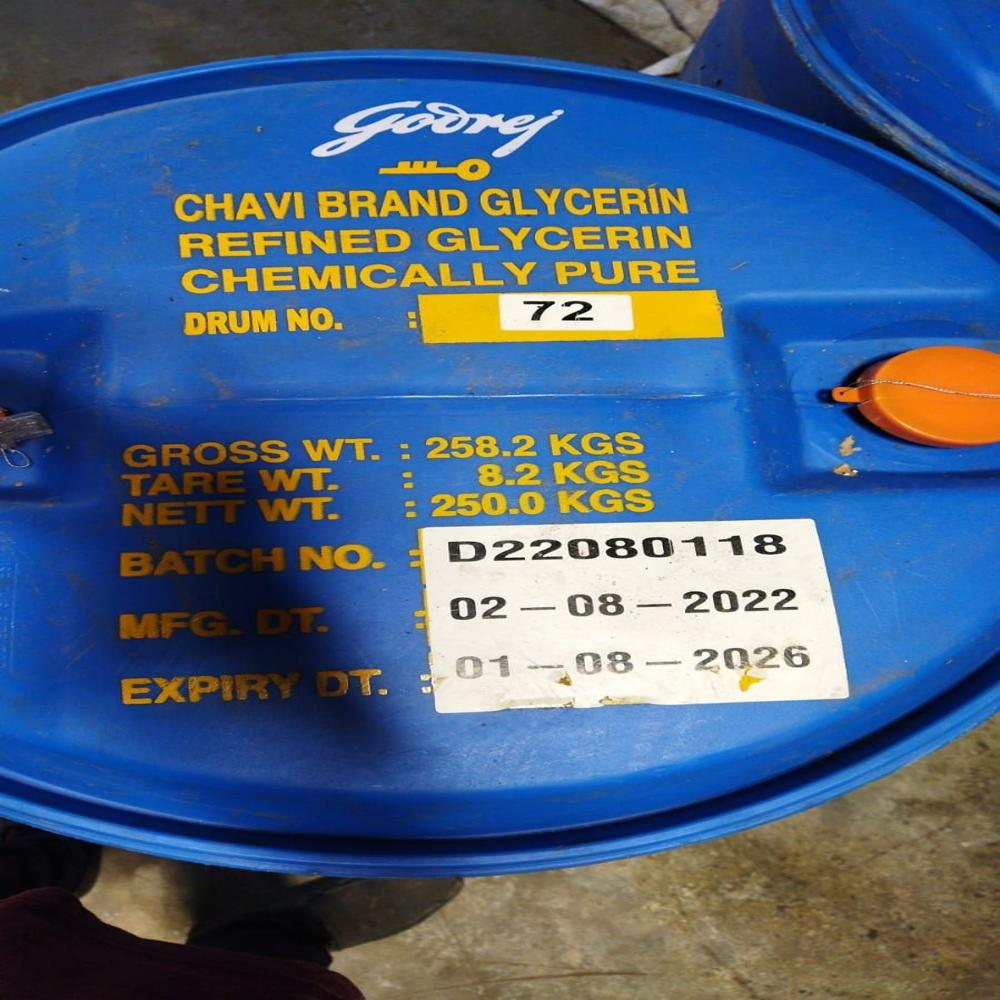 Godrej
CHAVI BRAND GLYCERIN
REFINED GLYCERIN
CHEMICALLY PURE
DRUM NO. : 72
GROSS WT. : 258.2 KGS
TARE WT. : 8.2 KGS
NETT WT. : 250.0 KGS
BATCH NO. : D22080118
MFG. DT. : 02-08-2022
EXPIRY DT. : 01-08-2026